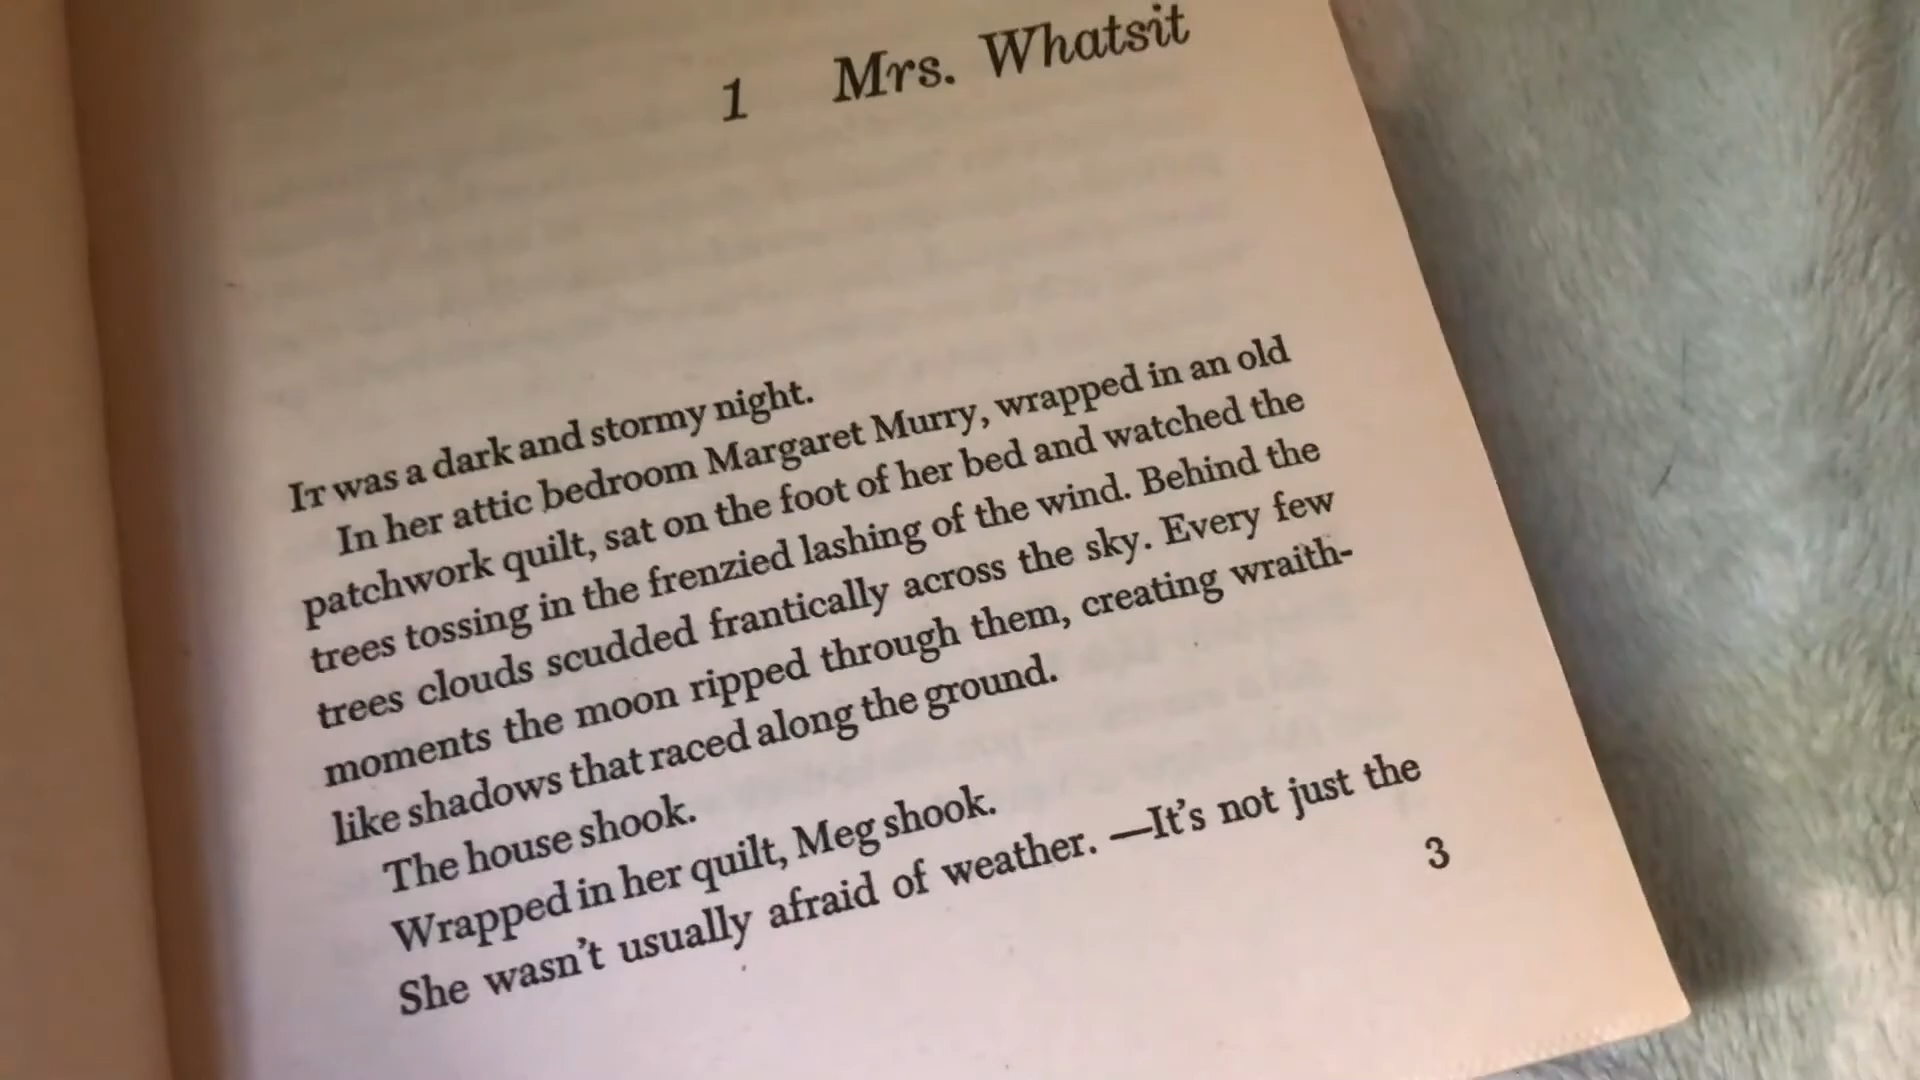 1 Mrs. Whatsit
IT was a dark and stormy night.
In her attic bedroom Margaret Murry, wrapped in an old
patchwork quilt, sat on the foot of her bed and watched the
trees tossing in the frenzied lashing of the wind. Behind the
trees clouds scudded frantically across the sky. Every few
moments the moon ripped through them, creating wraith-
like shadows that raced along the ground.
The house shook.
Wrapped in her quilt, Meg shook.
She wasn't usually afraid of weather. —It's not just the
3